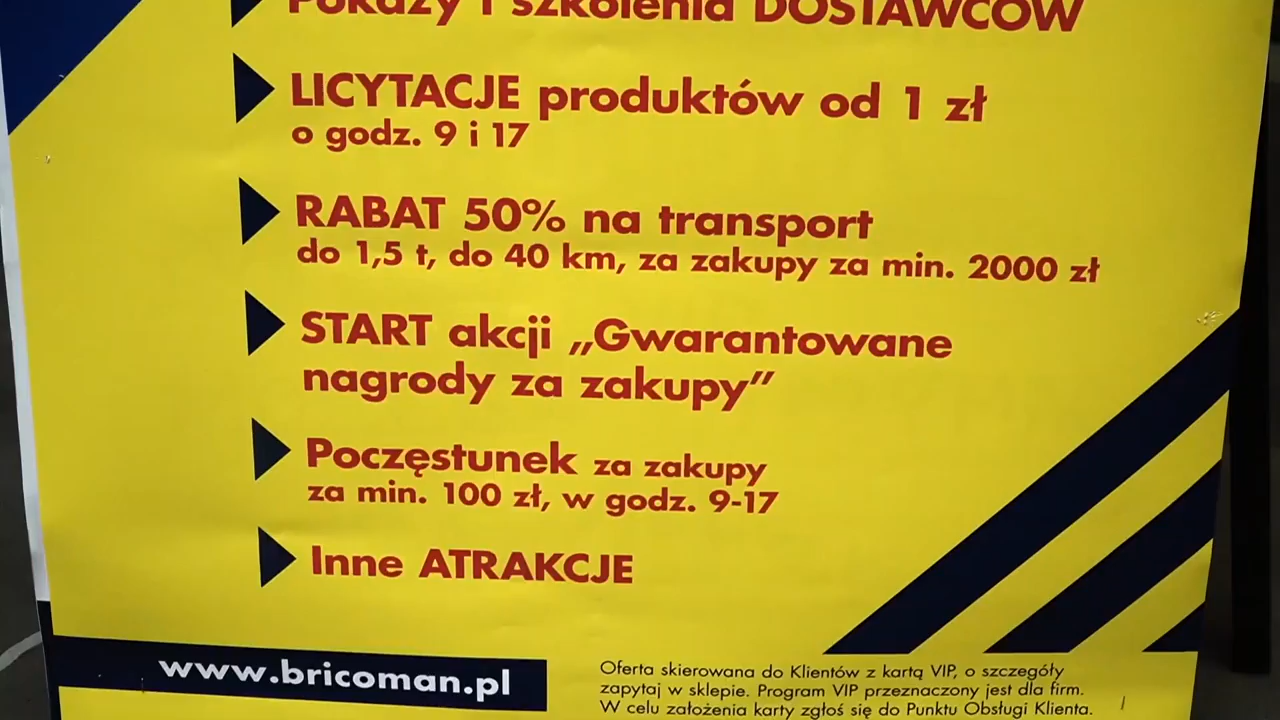 Pokazy i szkolenia DOSTAWCÓW
LICYTACJE produktów od 1 zł
o godz. 9 i 17
RABAT 50% na transport
do 1,5 t, do 40 km, za zakupy za min. 2000 zł
START akcji „Gwarantowane
nagrody za zakupy”
Poczęstunek za zakupy
za min. 100 zł, w godz. 9-17
Inne ATRAKCJE
www.bricoman.pl
Oferta skierowana do Klientów z kartą VIP, o szczegóły
zapytaj w sklepie. Program VIP przeznaczony jest dla firm.
W celu założenia karty zgłoś się do Punktu Obsługi Klienta.